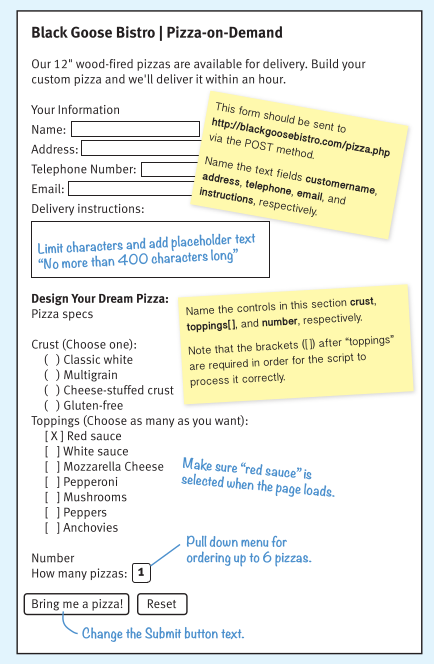 Black Goose Bistro | Pizza-on-Demand
Our 12" wood-fired pizzas are available for delivery. Build your
custom pizza and we'll deliver it within an hour.
Your Information
Name:
Address:
Telephone Number:
Email:
Delivery instructions:
This form should be sent to
http://blackgoosebistro.com/pizza.php
via the POST method.
Name the text fields customername,
address, telephone, email, and
instructions, respectively.
Limit characters and add placeholder text
“No more than 400 characters long”
Design Your Dream Pizza:
Pizza specs
Name the controls in this section crust,
toppings[], and number, respectively.
Note that the brackets ([ ]) after “toppings”
are required in order for the script to
process it correctly.
Crust (Choose one):
( ) Classic white
( ) Multigrain
( ) Cheese-stuffed crust
( ) Gluten-free
Toppings (Choose as many as you want):
[X] Red sauce
[ ] White sauce
[ ] Mozzarella Cheese
[ ] Pepperoni
[ ] Mushrooms
[ ] Peppers
[ ] Anchovies
Make sure “red sauce” is
selected when the page loads.
Number
How many pizzas: 1
Pull down menu for
ordering up to 6 pizzas.
Bring me a pizza! Reset
Change the Submit button text.